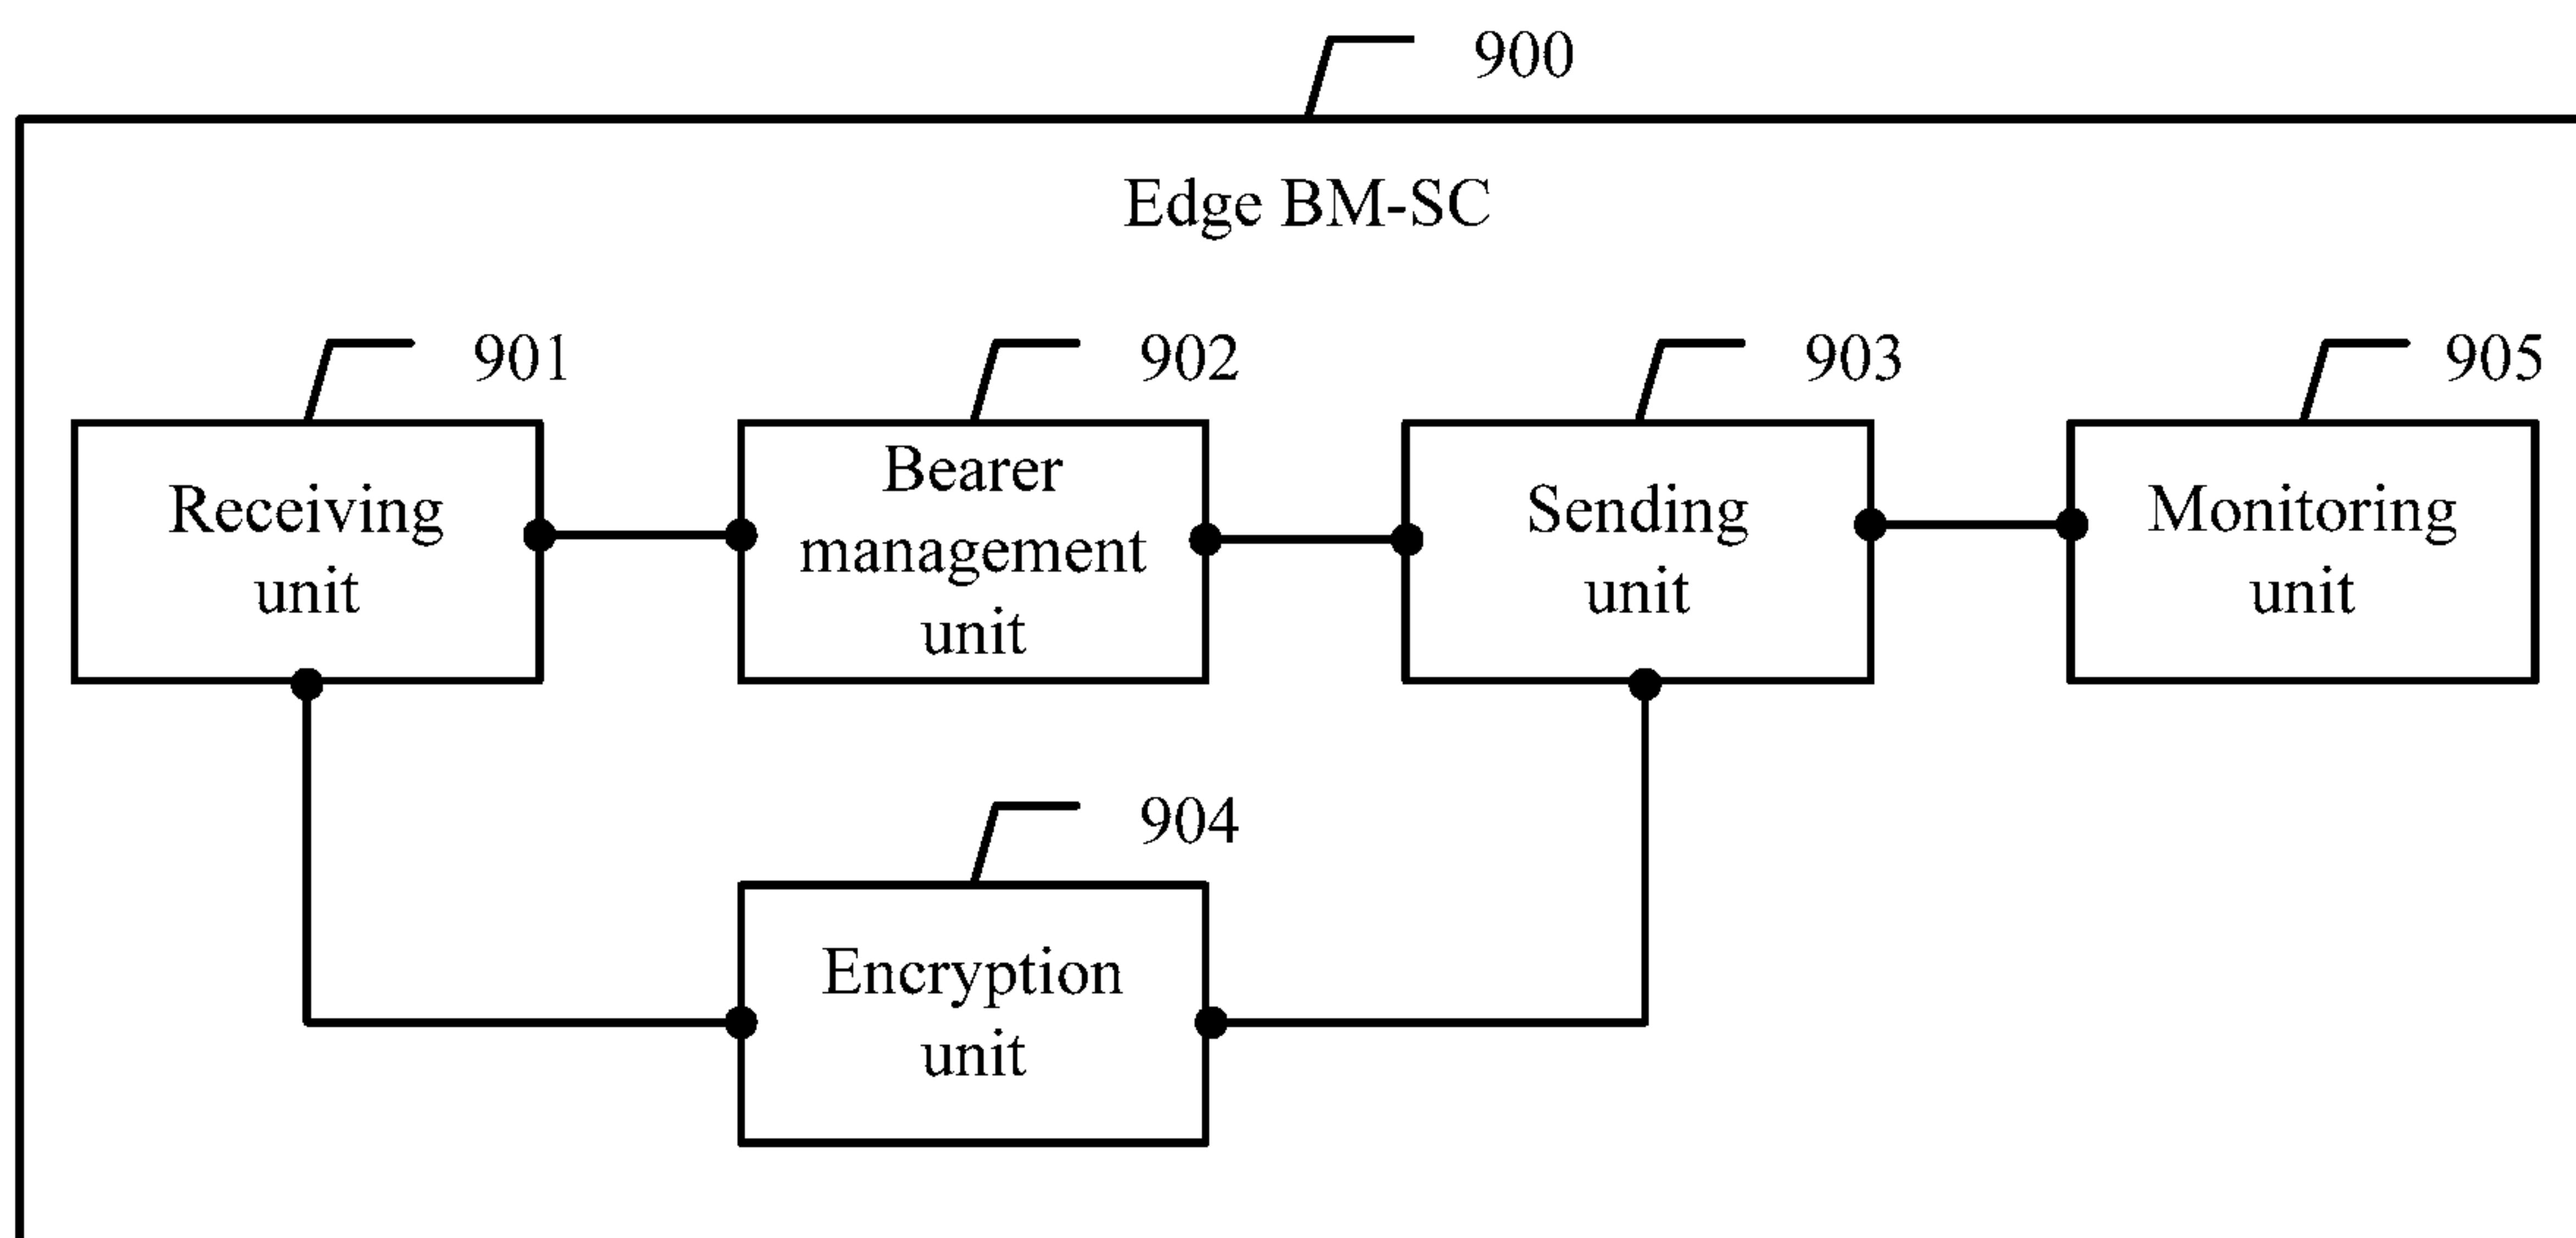 900
Edge BM-SC
901
902
903
905
Receiving
unit
Bearer
management
unit
Sending
unit
Monitoring
unit
904
Encryption
unit